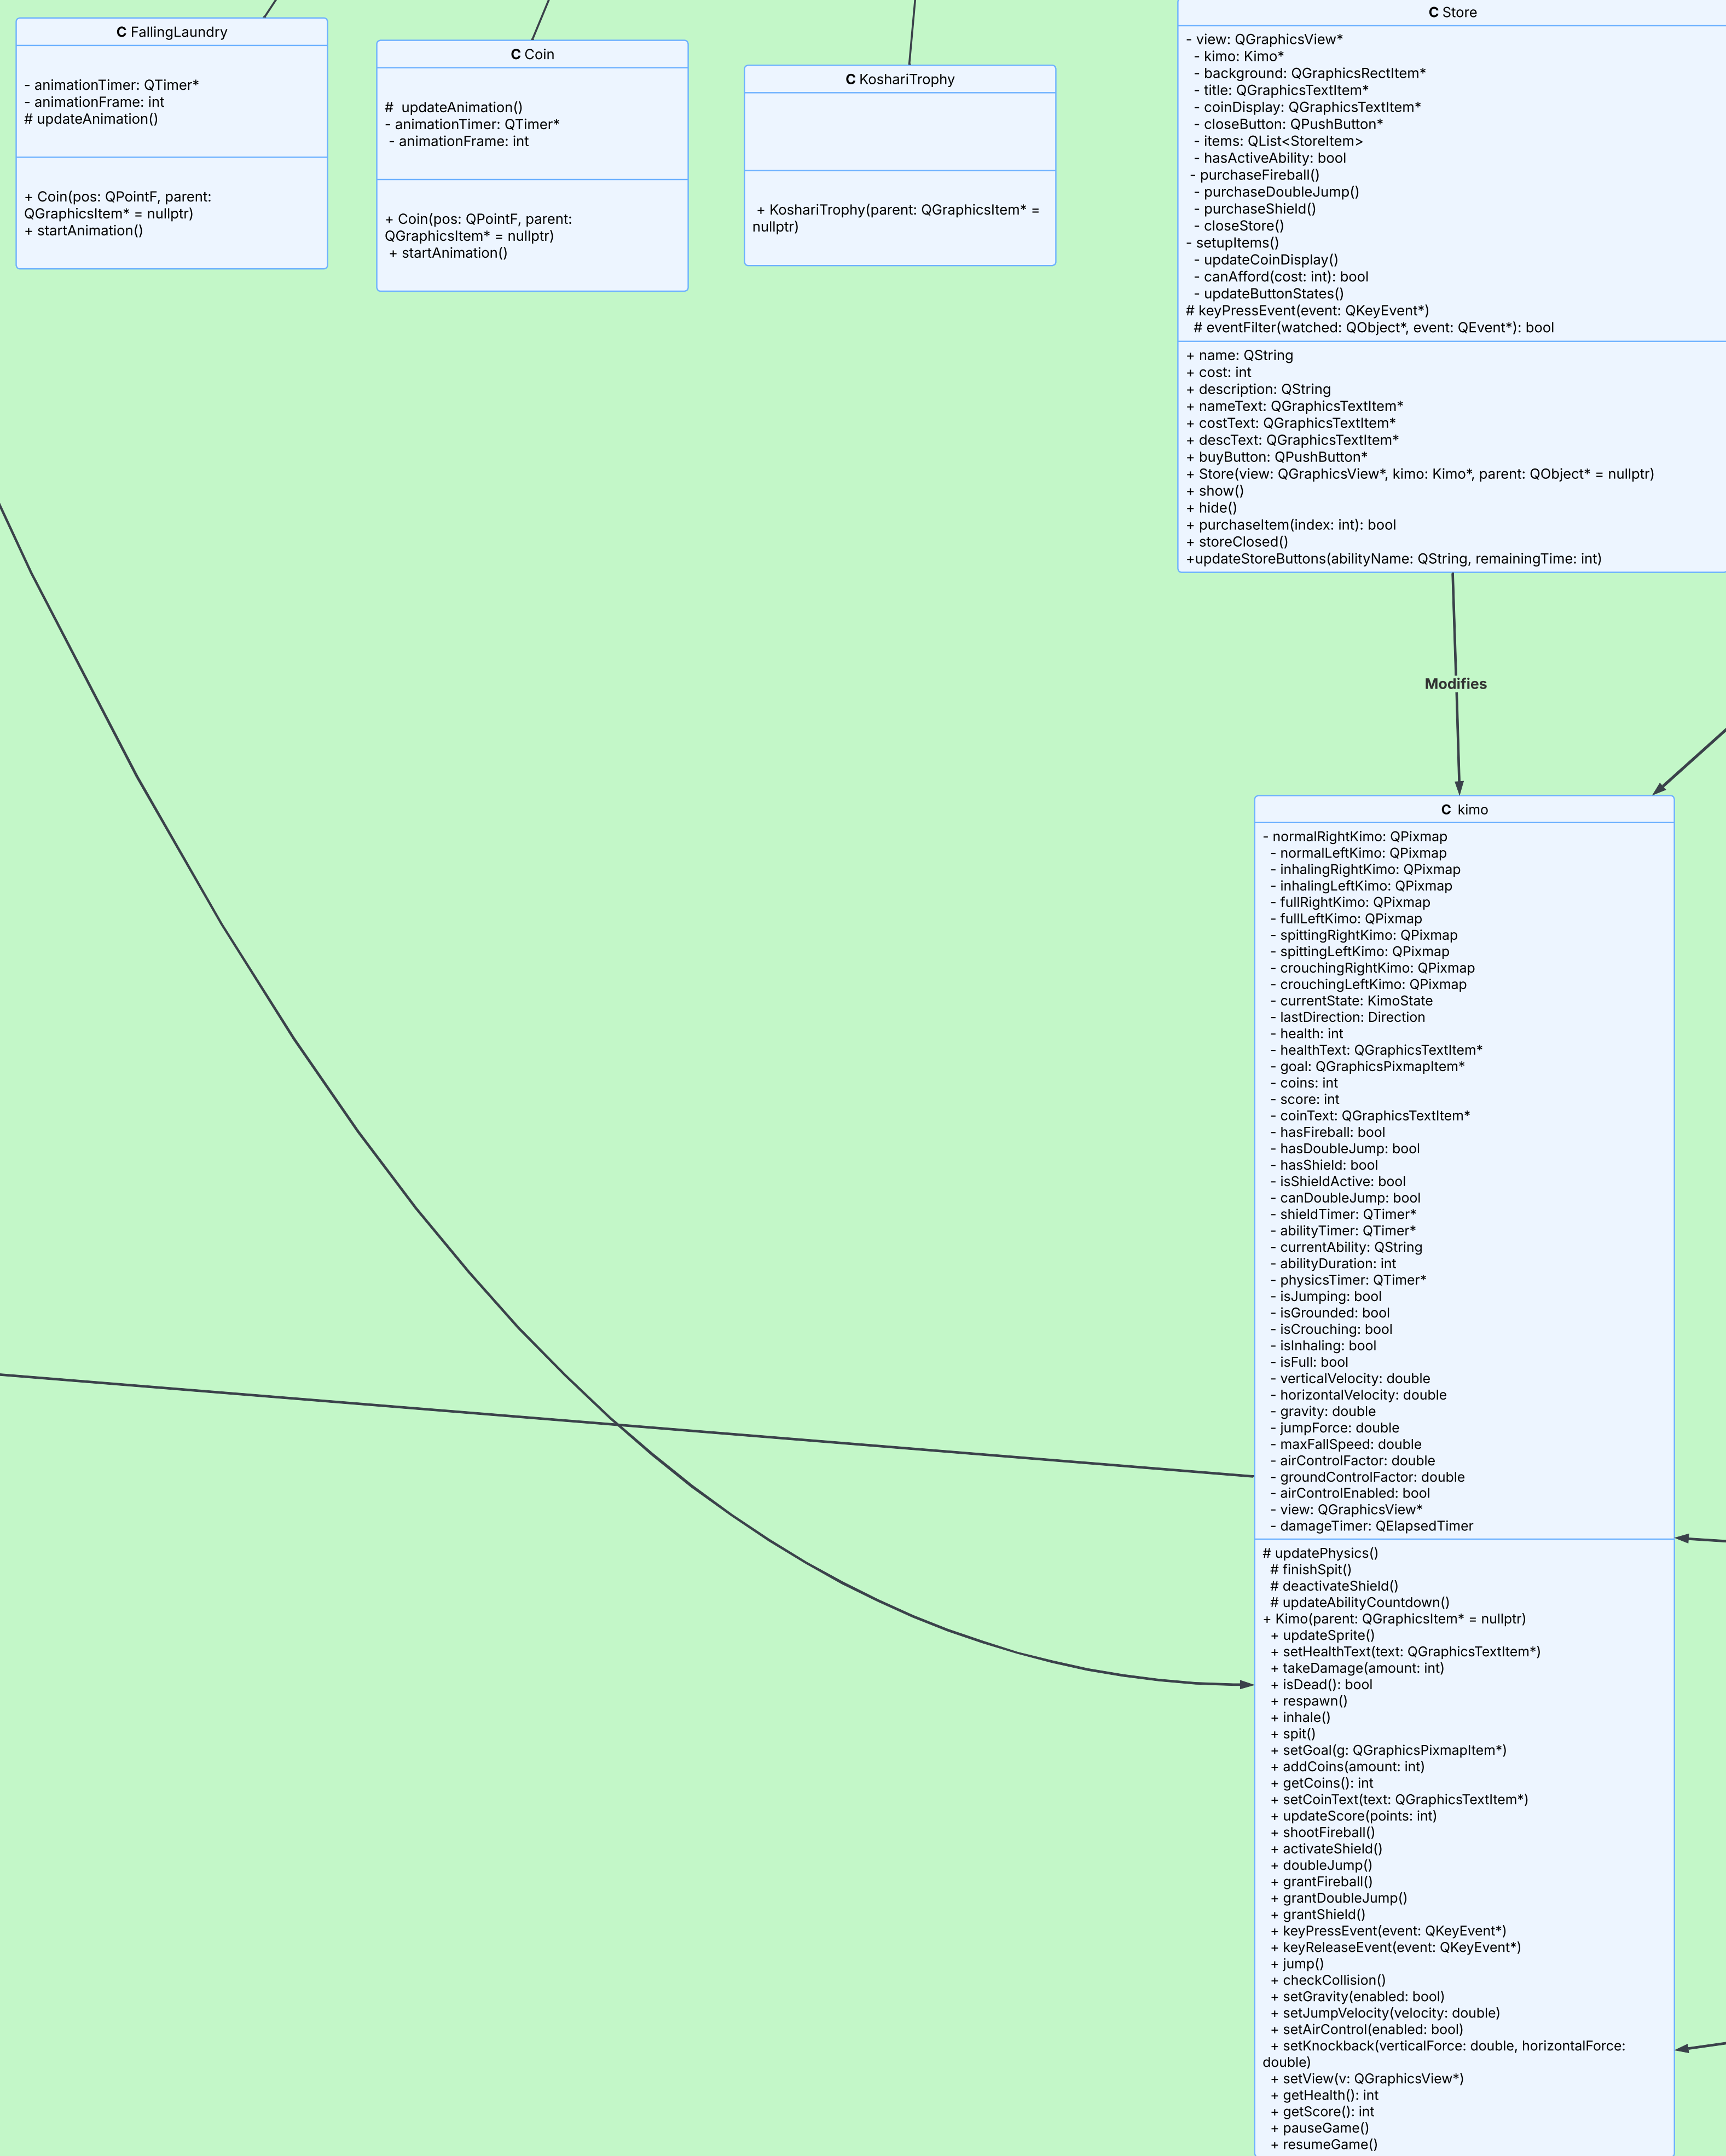 C FallingLaundry
- animationTimer: QTimer*
- animationFrame: int
# updateAnimation()
+ Coin(pos: QPointF, parent:
QGraphicsItem* = nullptr)
+ startAnimation()
C Coin
# updateAnimation()
- animationTimer: QTimer*
- animationFrame: int
+ Coin(pos: QPointF, parent:
QGraphicsItem* = nullptr)
+ startAnimation()
C KoshariTrophy
+ KoshariTrophy(parent: QGraphicsItem* =
nullptr)
C Store
- view: QGraphicsView*
- kimo: Kimo*
- background: QGraphicsRectItem*
- title: QGraphicsTextItem*
- coinDisplay: QGraphicsTextItem*
- closeButton: QPushButton*
- items: QList<StoreItem>
- hasActiveAbility: bool
- purchaseFireball()
- purchaseDoubleJump()
- purchaseShield()
- closeStore()
- setupItems()
- updateCoinDisplay()
- canAfford(cost: int): bool
- updateButtonStates()
# keyPressEvent(event: QKeyEvent*)
# eventFilter(watched: QObject*, event: QEvent*): bool
+ name: QString
+ cost: int
+ description: QString
+ nameText: QGraphicsTextItem*
+ costText: QGraphicsTextItem*
+ descText: QGraphicsTextItem*
+ buyButton: QPushButton*
+ Store(view: QGraphicsView*, kimo: Kimo*, parent: QObject* = nullptr)
+ show()
+ hide()
+ purchaseItem(index: int): bool
+ storeClosed()
+updateStoreButtons(abilityName: QString, remainingTime: int)
Modifies
C kimo
- normalRightKimo: QPixmap
- normalLeftKimo: QPixmap
- inhalingRightKimo: QPixmap
- inhalingLeftKimo: QPixmap
- fullRightKimo: QPixmap
- fullLeftKimo: QPixmap
- spittingRightKimo: QPixmap
- spittingLeftKimo: QPixmap
- crouchingRightKimo: QPixmap
- crouchingLeftKimo: QPixmap
- currentState: KimoState
- lastDirection: Direction
- health: int
- healthText: QGraphicsTextItem*
- goal: QGraphicsPixmapItem*
- coins: int
- score: int
- coinText: QGraphicsTextItem*
- hasFireball: bool
- hasDoubleJump: bool
- hasShield: bool
- isShieldActive: bool
- canDoubleJump: bool
- shieldTimer: QTimer*
- abilityTimer: QTimer*
- currentAbility: QString
- abilityDuration: int
- physicsTimer: QTimer*
- isJumping: bool
- isGrounded: bool
- isCrouching: bool
- isInhaling: bool
- isFull: bool
- verticalVelocity: double
- horizontalVelocity: double
- gravity: double
- jumpForce: double
- maxFallSpeed: double
- airControlFactor: double
- groundControlFactor: double
- airControlEnabled: bool
- view: QGraphicsView*
- damageTimer: QElapsedTimer
# updatePhysics()
# finishSpit()
# deactivateShield()
# updateAbilityCountdown()
+ Kimo(parent: QGraphicsItem* = nullptr)
+ updateSprite()
+ setHealthText(text: QGraphicsTextItem*)
+ takeDamage(amount: int)
+ isDead(): bool
+ respawn()
+ inhale()
+ spit()
+ setGoal(g: QGraphicsPixmapItem*)
+ addCoins(amount: int)
+ getCoins(): int
+ setCoinText(text: QGraphicsTextItem*)
+ updateScore(points: int)
+ shootFireball()
+ activateShield()
+ doubleJump()
+ grantFireball()
+ grantDoubleJump()
+ grantShield()
+ keyPressEvent(event: QKeyEvent*)
+ keyReleaseEvent(event: QKeyEvent*)
+ jump()
+ checkCollision()
+ setGravity(enabled: bool)
+ setJumpVelocity(velocity: double)
+ setAirControl(enabled: bool)
+ setKnockback(verticalForce: double, horizontalForce:
double)
+ setView(v: QGraphicsView*)
+ getHealth(): int
+ getScore(): int
+ pauseGame()
+ resumeGame()